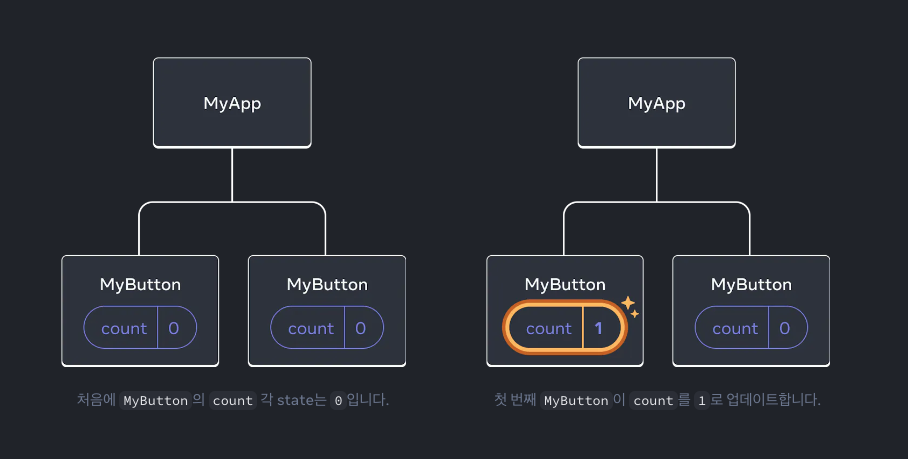 MyApp
MyButton
count 0
MyButton
count 0
처음에 MyButton의 count 각 state는 0입니다.
MyApp
MyButton
count 1
MyButton
count 0
첫 번째 MyButton이 count를 1로 업데이트합니다.